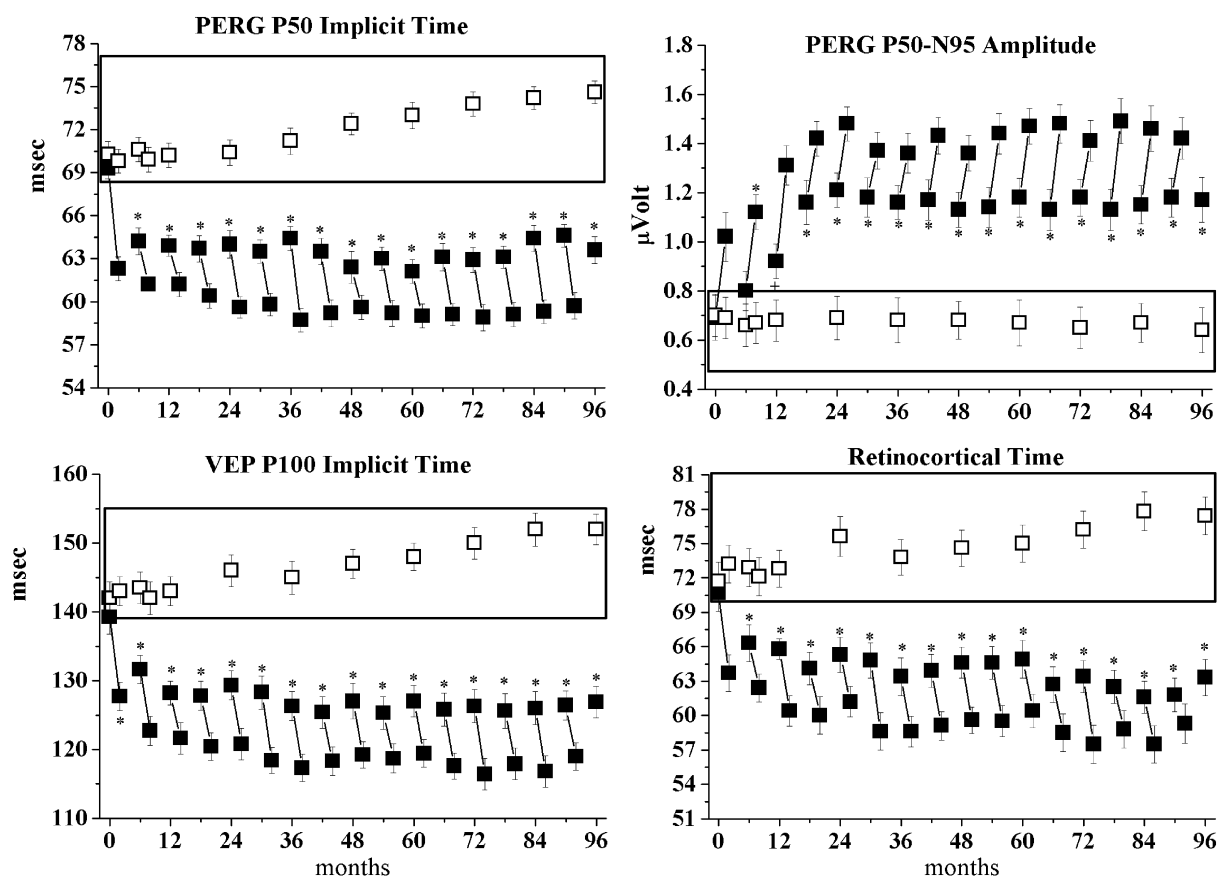 PERG P50 Implicit Time
78
75
72
69
66
63
60
57
54
msec
0 12 24 36 48 60 72 84 96
PERG P50-N95 Amplitude
1.8
1.6
1.4
1.2
1.0
0.8
0.6
0.4
µVolt
0 12 24 36 48 60 72 84 96
VEP P100 Implicit Time
160
150
140
130
120
110
msec
0 12 24 36 48 60 72 84 96
months
Retinocortical Time
81
78
75
72
69
66
63
60
57
54
51
msec
0 12 24 36 48 60 72 84 96
months